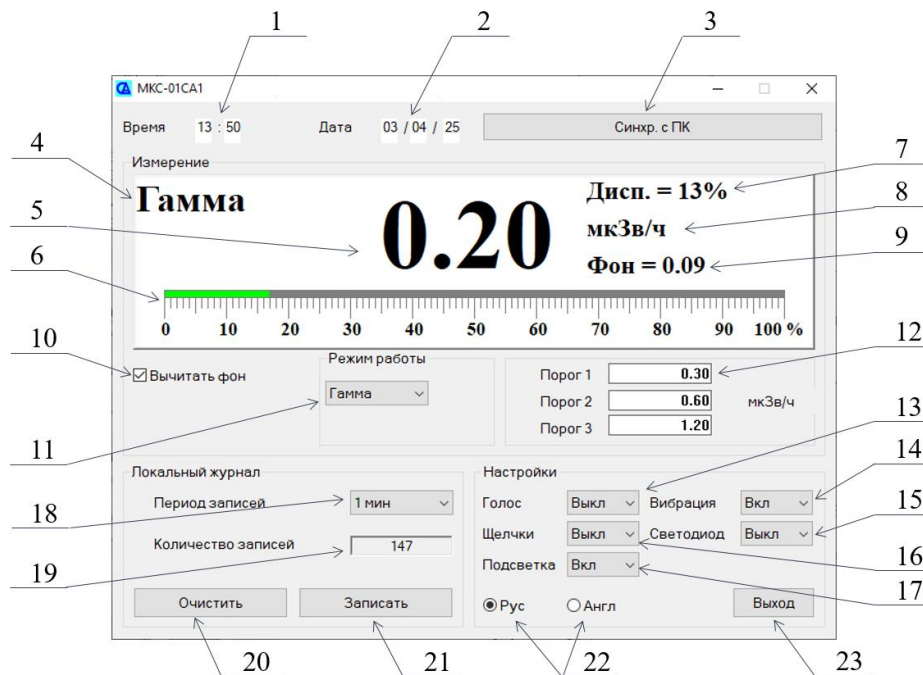 1 2 3
МКС-01СА1
Время 13 : 50 Дата 03 / 04 / 25 Синхр. с ПК
4 Измерение 7
Гамма 0.20 Дисп. = 13%
8
5 мкЗв/ч
9
6 Фон = 0.09
0 10 20 30 40 50 60 70 80 90 100 %
10 Режим работы 12
Вычитать фон Порог 1 0.30
Гамма Порог 2 0.60 мкЗв/ч
13
Порог 3 1.20
11 14
Локальный журнал Настройки
18 Период записей 1 мин Голос Выкл Вибрация Вкл 15
Щелчки Выкл Светодиод Выкл
Количество записей 147 16
19 Подсветка Вкл 17
Очистить Записать Рус Англ Выход
20 21 22 23